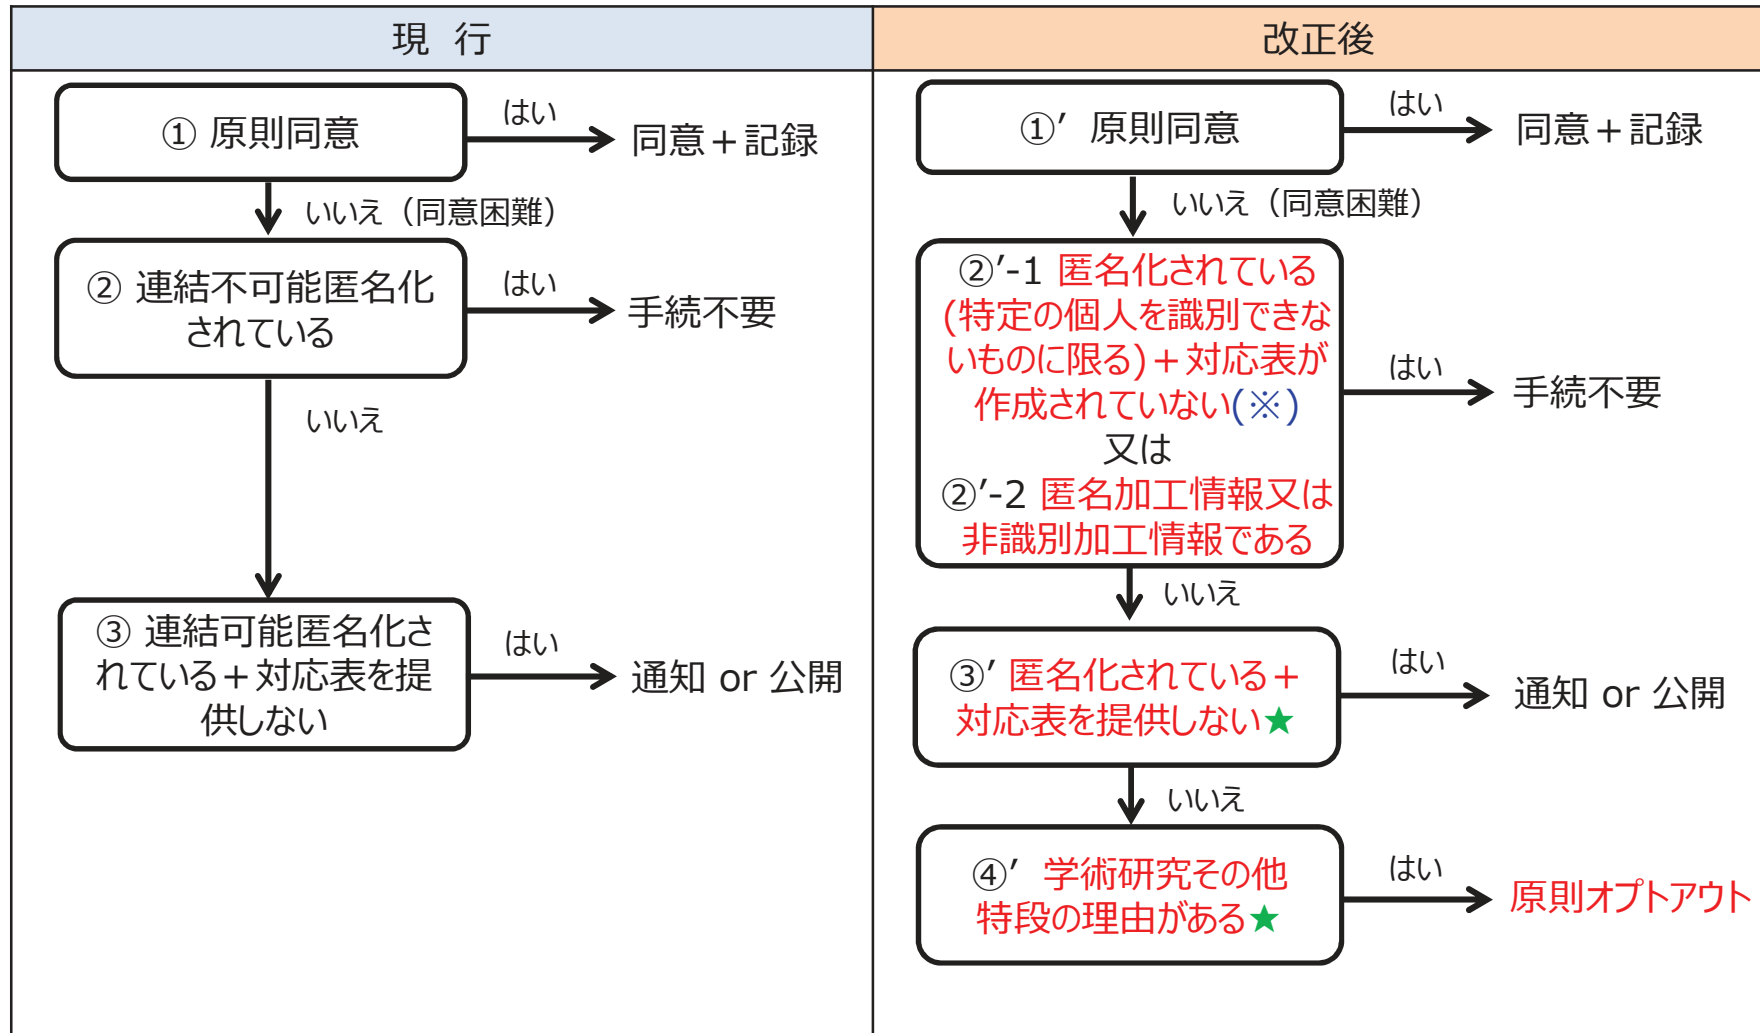 現 行
① 原則同意
はい
同意＋記録
いいえ（同意困難）
② 連結不可能匿名化
されている
はい
手続不要
いいえ
③ 連結可能匿名化さ
れている＋対応表を提
供しない
はい
通知 or 公開
改正後
①’ 原則同意
はい
同意＋記録
いいえ（同意困難）
②’-1 匿名化されている
(特定の個人を識別できな
いものに限る)＋対応表が
作成されていない(※)
又は
②’-2 匿名加工情報又は
非識別加工情報である
はい
手続不要
いいえ
③’ 匿名化されている＋
対応表を提供しない★
はい
通知 or 公開
いいえ
④’ 学術研究その他
特段の理由がある★
はい
原則オプトアウト